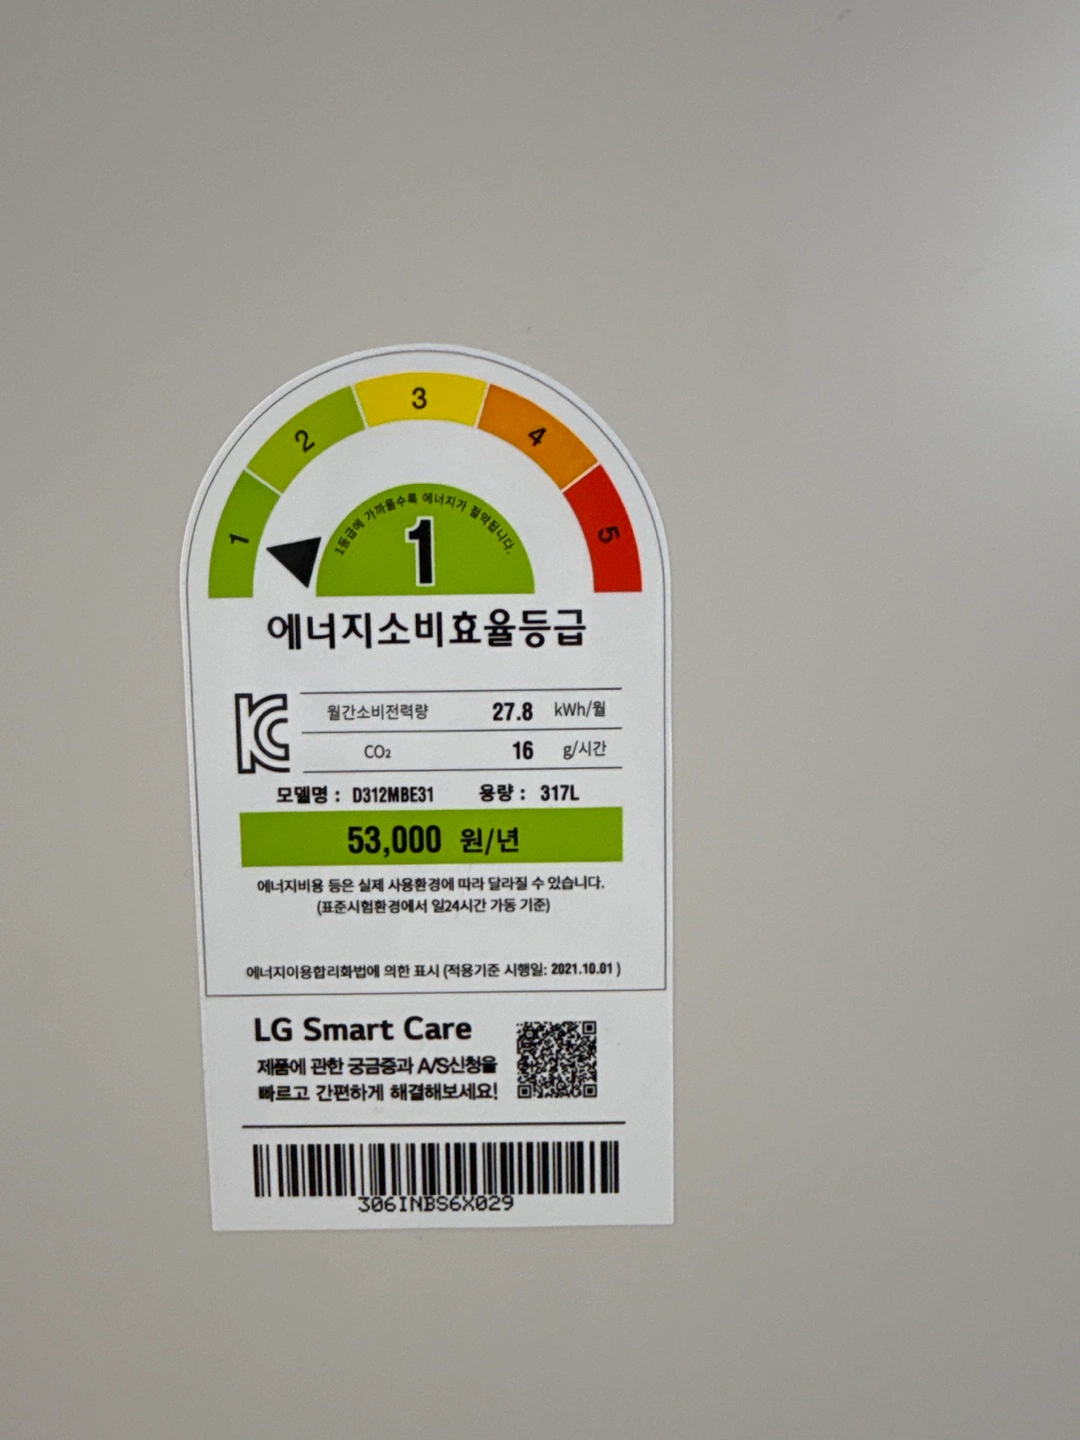 1
2
3
4
5
1등급에 가까울수록 에너지가 절약됩니다.
1
에너지소비효율등급
월간소비전력량 27.8 kWh/월
CO₂ 16 g/시간
모델명 : D312MBE31 용량 : 317L
53,000 원/년
에너지비용 등은 실제 사용환경에 따라 달라질 수 있습니다.
(표준시험환경에서 일24시간 가동 기준)
에너지이용합리화법에 의한 표시 (적용기준 시행일: 2021.10.01 )
LG Smart Care
제품에 관한 궁금증과 A/S신청을
빠르고 간편하게 해결해보세요!
306INBS6X029